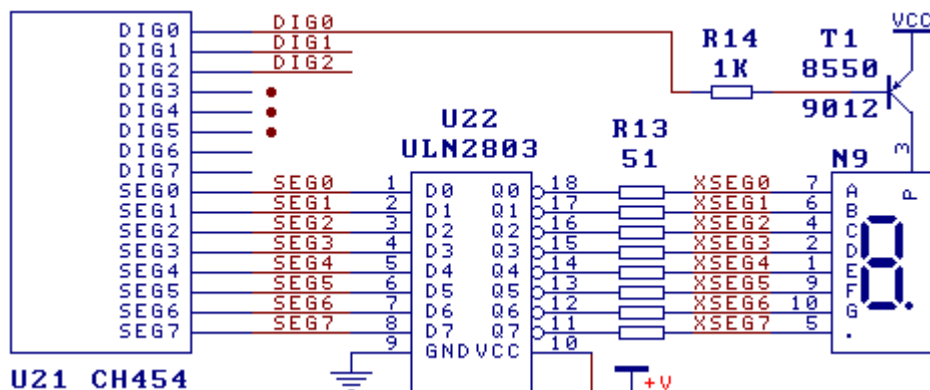 DIG0
DIG1
DIG2
DIG0
DIG1
DIG2
DIG3
DIG4
DIG5
DIG6
DIG7
SEG0
SEG1
SEG2
SEG3
SEG4
SEG5
SEG6
SEG7
U21 CH454
SEG0
SEG1
SEG2
SEG3
SEG4
SEG5
SEG6
SEG7
U22
ULN2803
1 D0 Q0 18
2 D1 Q1 17
3 D2 Q2 16
4 D3 Q3 15
5 D4 Q4 14
6 D5 Q5 13
7 D6 Q6 12
8 D7 Q7 11
9 GND VCC 10
+V
R13
51
R14
1K
T1
8550
9012
VCC
3
N9
P
XSEG0 7 A
XSEG1 6 B
XSEG2 4 C
XSEG3 2 D
XSEG4 1 E
XSEG5 9 F
XSEG6 10 G
XSEG7 5 .
8.